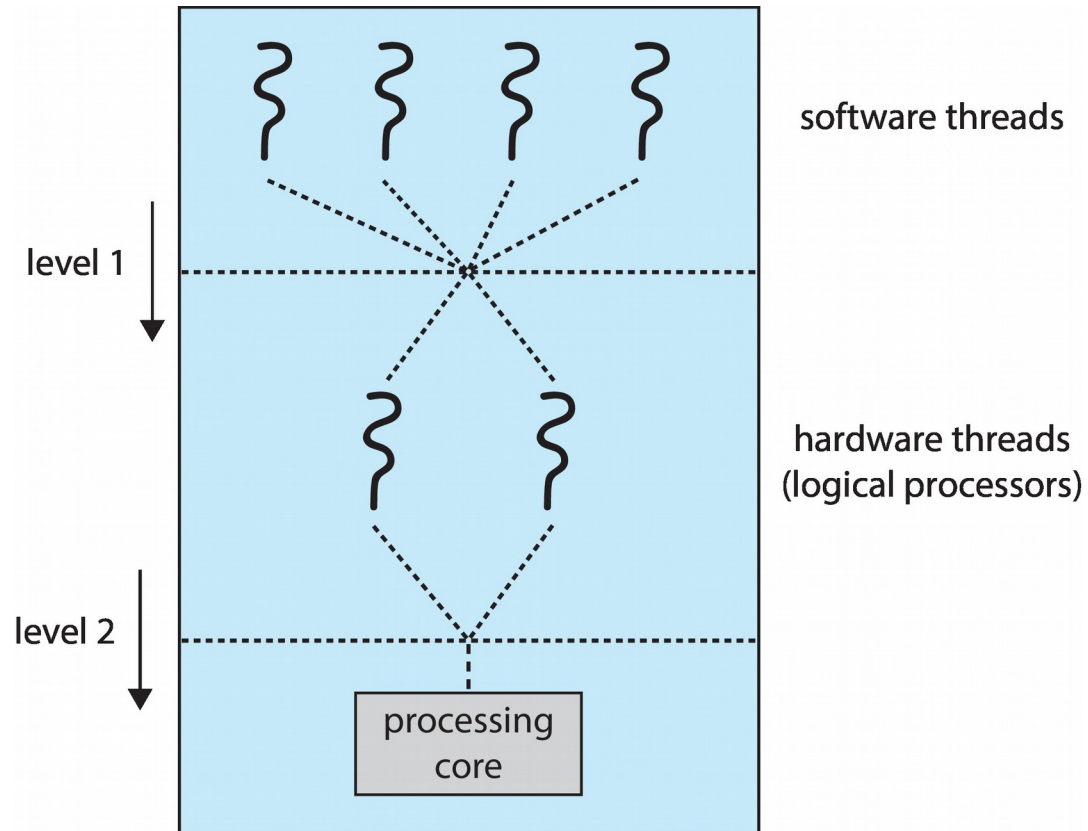 software threads
level 1
hardware threads
(logical processors)
level 2
processing
core